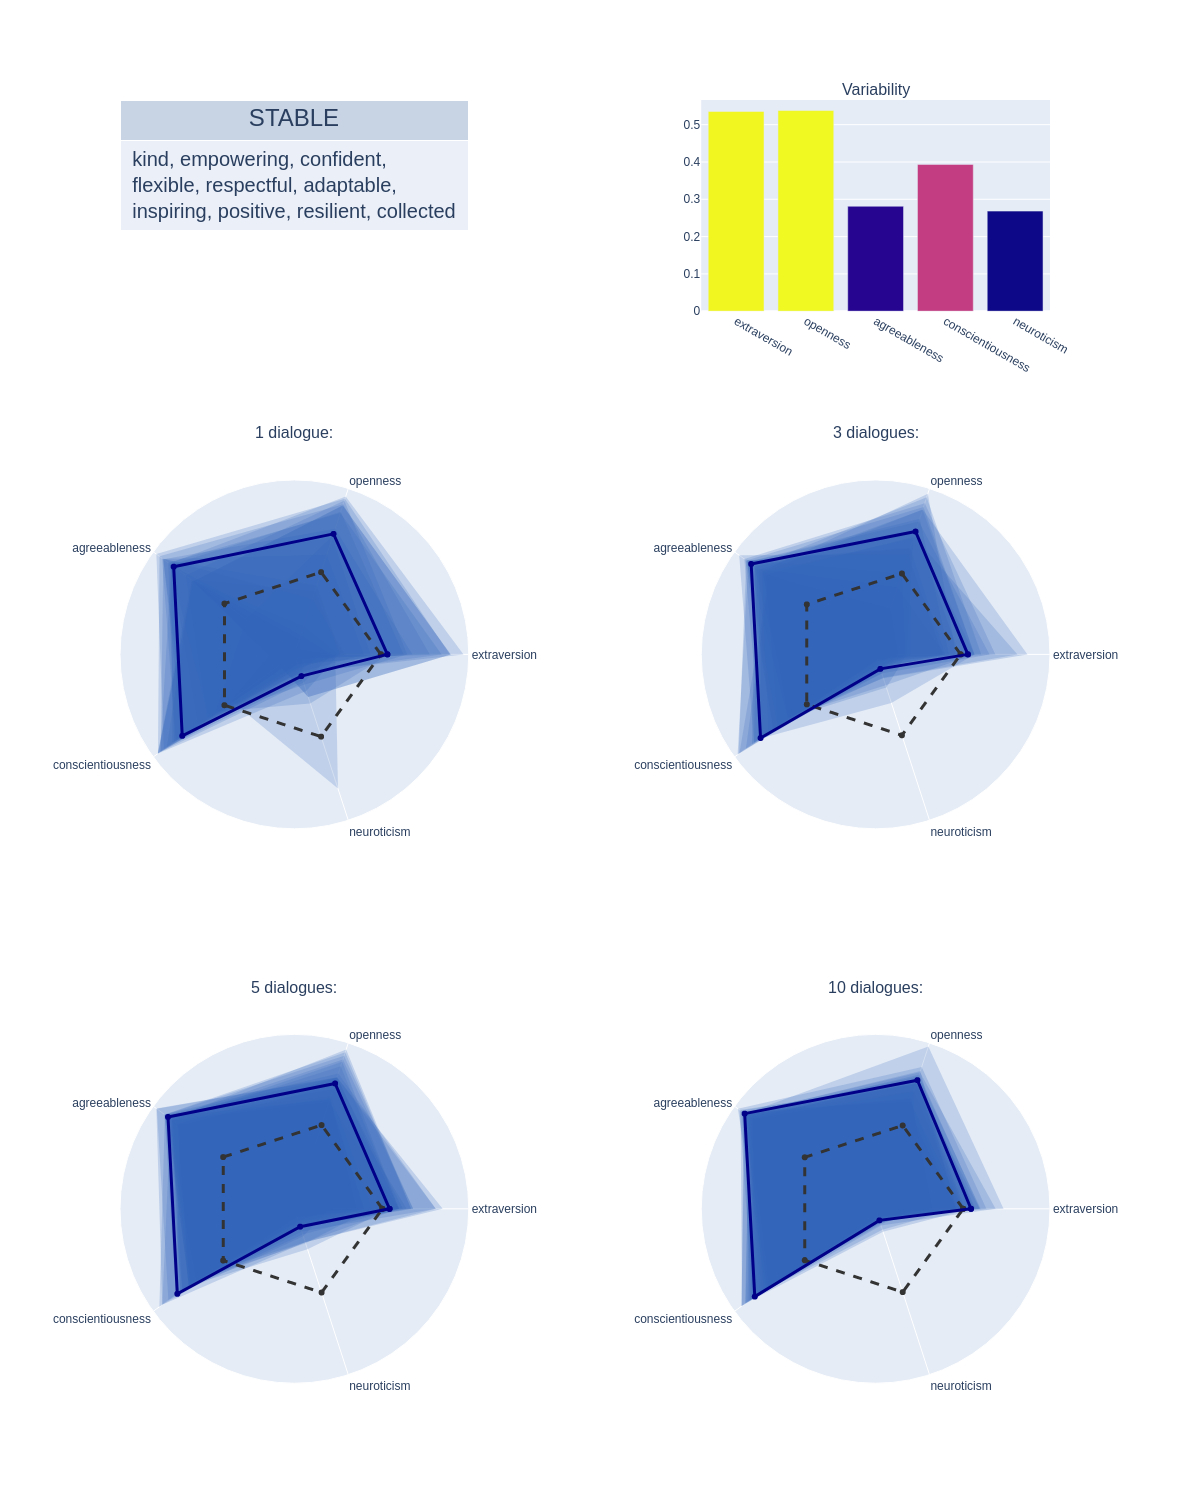 STABLE
kind, empowering, confident,
flexible, respectful, adaptable,
inspiring, positive, resilient, collected
Variability
0.5
0.4
0.3
0.2
0.1
0
extraversion
openness
agreeableness
conscientiousness
neuroticism
1 dialogue:
openness
agreeableness
extraversion
conscientiousness
neuroticism
3 dialogues:
openness
agreeableness
extraversion
conscientiousness
neuroticism
5 dialogues:
openness
agreeableness
extraversion
conscientiousness
neuroticism
10 dialogues:
openness
agreeableness
extraversion
conscientiousness
neuroticism